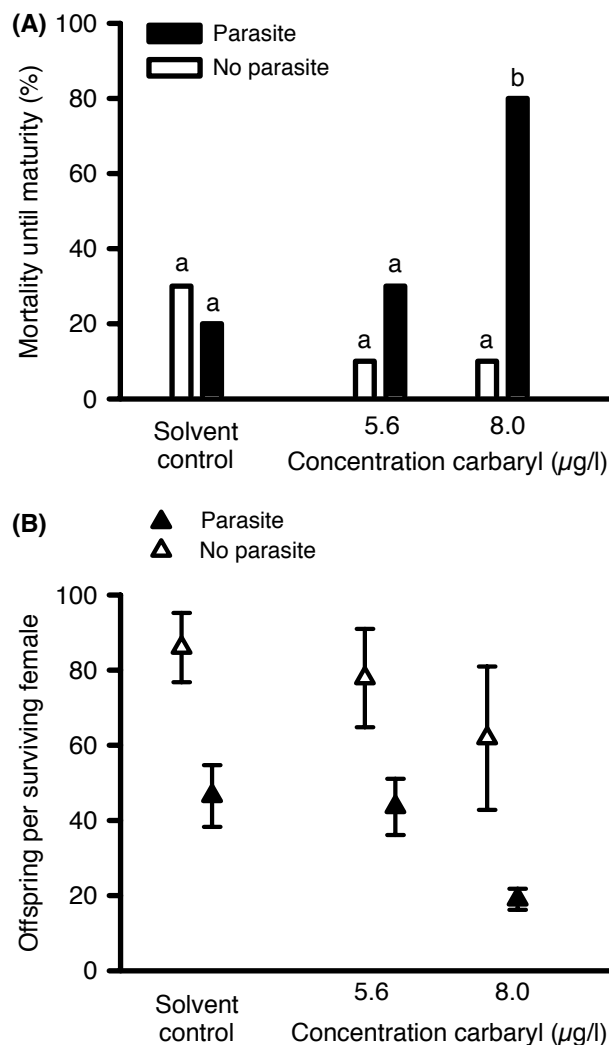 (A)
Parasite
No parasite
Mortality until maturity (%)
80
60
40
20
0
a
a
a
a
a
b
Solvent
control
5.6
8.0
Concentration carbaryl (µg/l)
(B)
Parasite
No parasite
Offspring per surviving female
100
80
60
40
20
0
Solvent
control
5.6
8.0
Concentration carbaryl (µg/l)